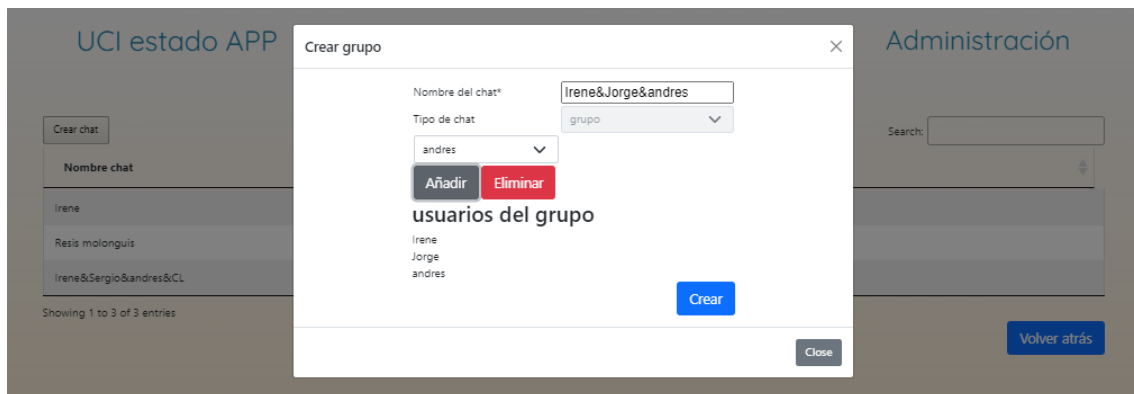 UCI estado APP
Administración
Crear chat
Search:
Nombre chat
Irene
Resis molonguis
Irene&Sergio&andres&CL
Showing 1 to 3 of 3 entries
Volver atrás
Crear grupo
Nombre del chat*
Irene&Jorge&andres
Tipo de chat
grupo
andres
Añadir
Eliminar
usuarios del grupo
Irene
Jorge
andres
Crear
Close